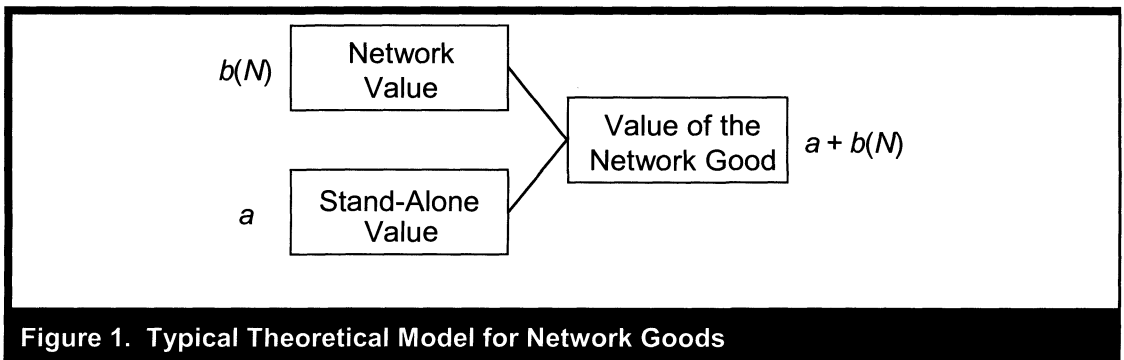 b(N)
Network
Value
Value of the
Network Good
a + b(N)
a
Stand-Alone
Value
Figure 1. Typical Theoretical Model for Network Goods